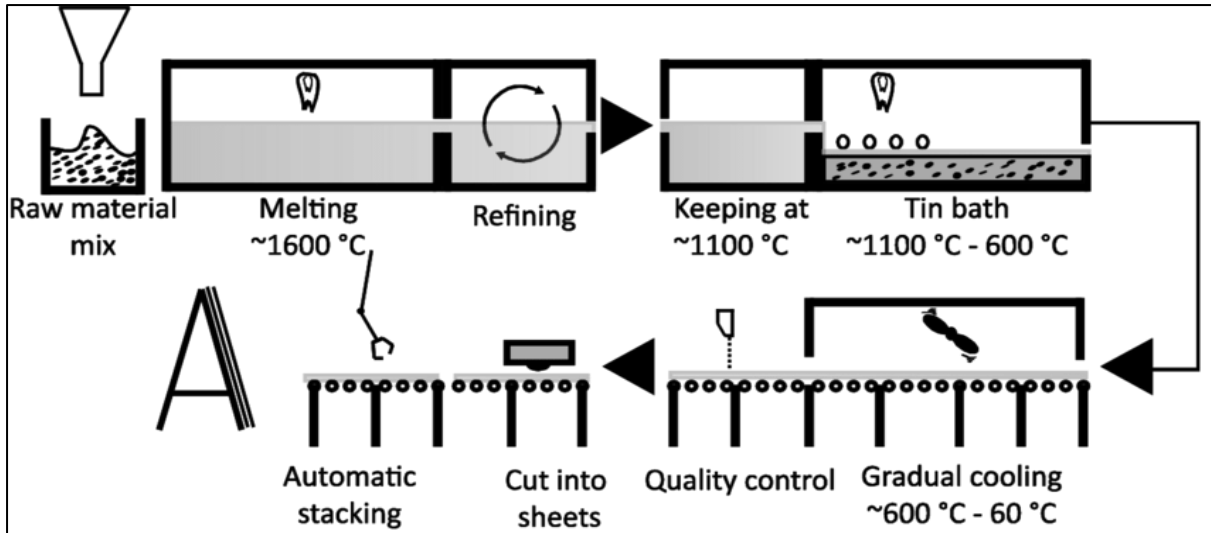 Raw material
mix
Melting
~1600 °C
Refining
Keeping at
~1100 °C
Tin bath
~1100 °C - 600 °C
Automatic
stacking
Cut into
sheets
Quality control
Gradual cooling
~600 °C - 60 °C